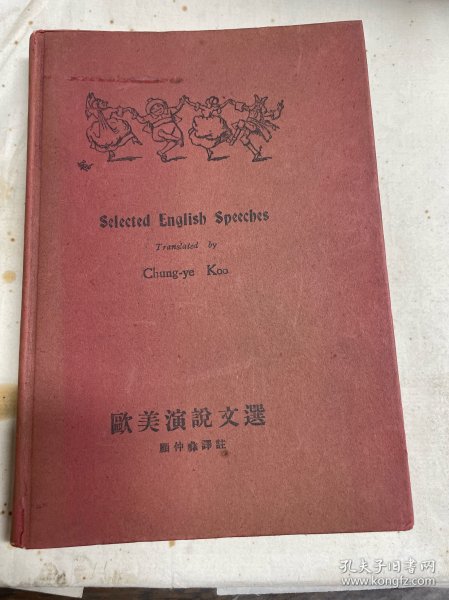 Selected English Speeches
Translated by
Chung-ye Koo
歐美演說文選
顧仲彝譯註
孔夫子旧书网
www.kongfz.com